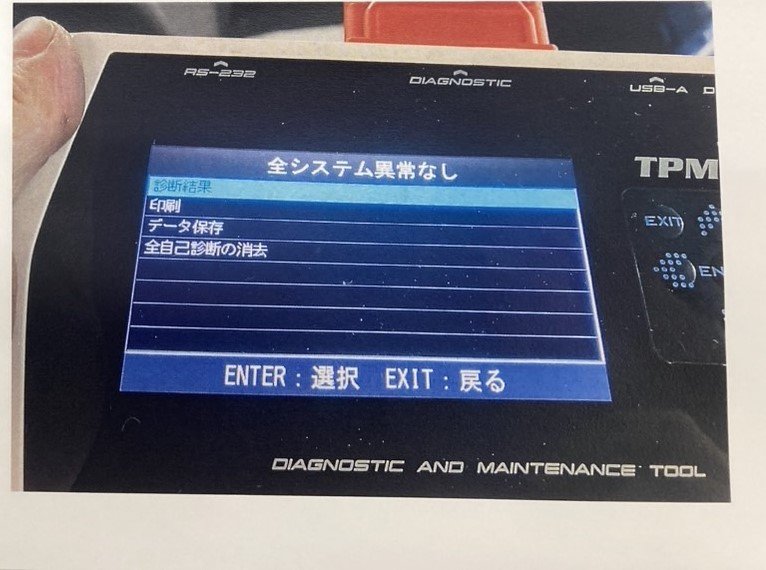 RS-232
DIAGNOSTIC
USB-A
全システム異常なし
診断結果
印刷
データ保存
全自己診断の消去
ENTER：選択 EXIT：戻る
TPM
EXIT
EN
DIAGNOSTIC AND MAINTENANCE TOOL